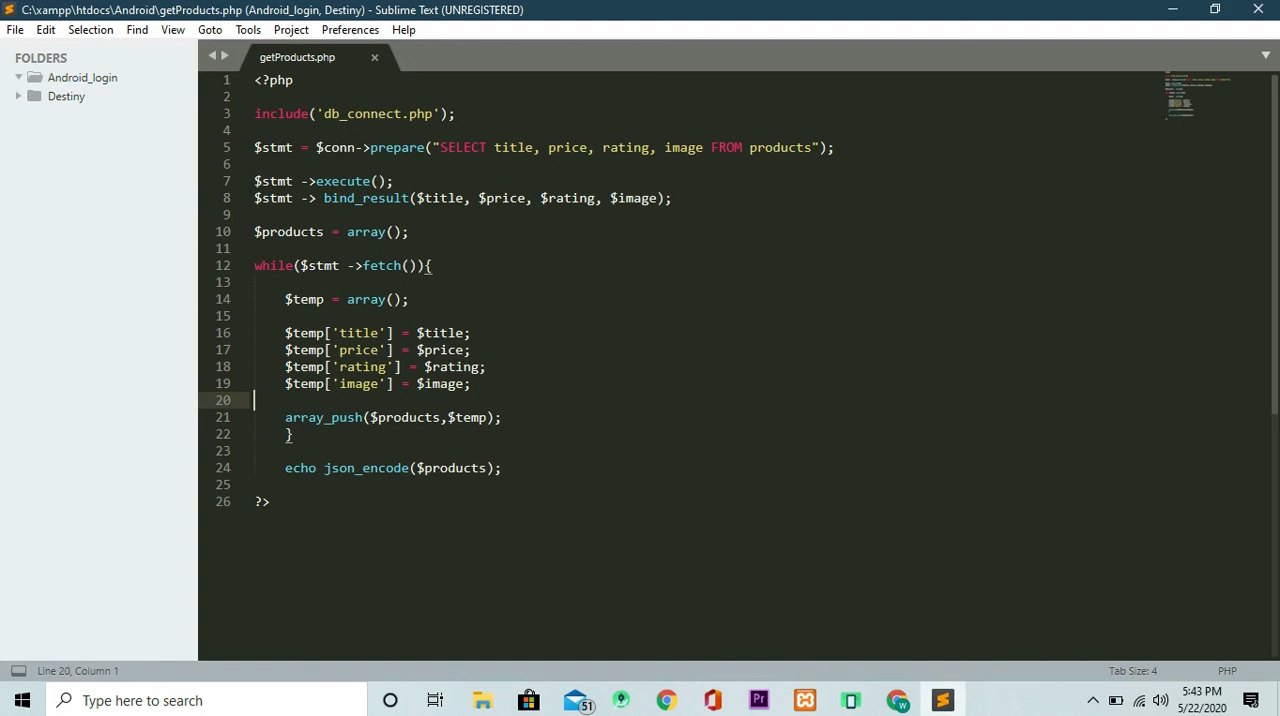 C:\xampp\htdocs\Android\getProducts.php (Android_login, Destiny) - Sublime Text (UNREGISTERED)
File Edit Selection Find View Goto Tools Project Preferences Help
FOLDERS
Android_login
Destiny
getProducts.php
1 <?php
2
3 include('db_connect.php');
4
5 $stmt = $conn->prepare("SELECT title, price, rating, image FROM products");
6
7 $stmt ->execute();
8 $stmt -> bind_result($title, $price, $rating, $image);
9
10 $products = array();
11
12 while($stmt ->fetch()){
13
14 $temp = array();
15
16 $temp['title'] = $title;
17 $temp['price'] = $price;
18 $temp['rating'] = $rating;
19 $temp['image'] = $image;
20
21 array_push($products,$temp);
22 }
23
24 echo json_encode($products);
25
26 ?>
Line 20, Column 1
Tab Size: 4
PHP
Type here to search
51
W
5:43 PM
5/22/2020